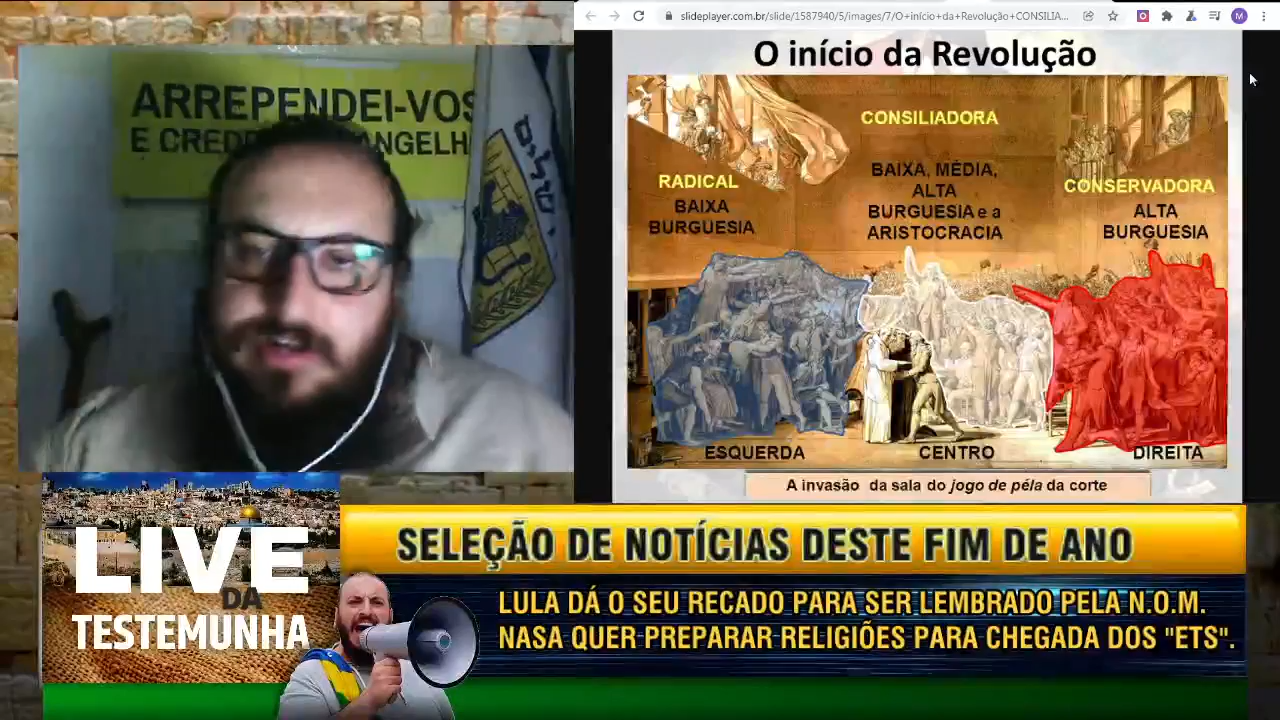 slideplayer.com.br/slide/1587940/5/images/7/O+início+da+Revolução+CONSILIA...
M
O início da Revolução
ARREPENDEI-VOS
ירושלים
CONSILIADORA
BAIXA, MÉDIA,
ALTA
BURGUESIA e a
ARISTOCRACIA
RADICAL
BAIXA
BURGUESIA
CONSERVADORA
ALTA
BURGUESIA
ESQUERDA
CENTRO
DIREITA
A invasão da sala do jogo de péla da corte
LIVE
DA
TESTEMUNHA
SELEÇÃO DE NOTÍCIAS DESTE FIM DE ANO
LULA DÁ O SEU RECADO PARA SER LEMBRADO PELA N.O.M.
NASA QUER PREPARAR RELIGIÕES PARA CHEGADA DOS "ETS".